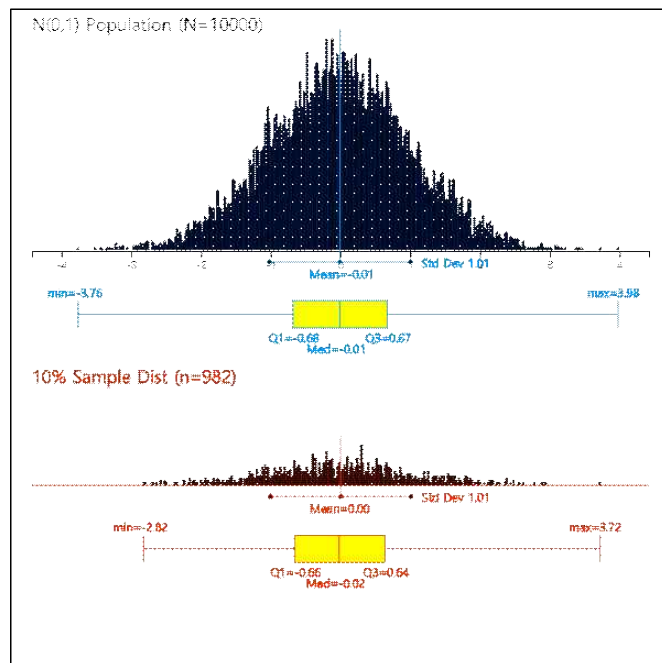 N(0,1) Population (N=10000)
-4 -3 -2 -1 0 1 2 3 4
Std Dev 1.01
Mean=-0.01
min=-3.76 max=3.98
Q1=-0.68 Q3=0.67
Med=-0.01
10% Sample Dist (n=982)
Std Dev 1.01
Mean=0.00
min=-2.82 max=3.72
Q1=-0.66 Q3=0.64
Med=-0.02